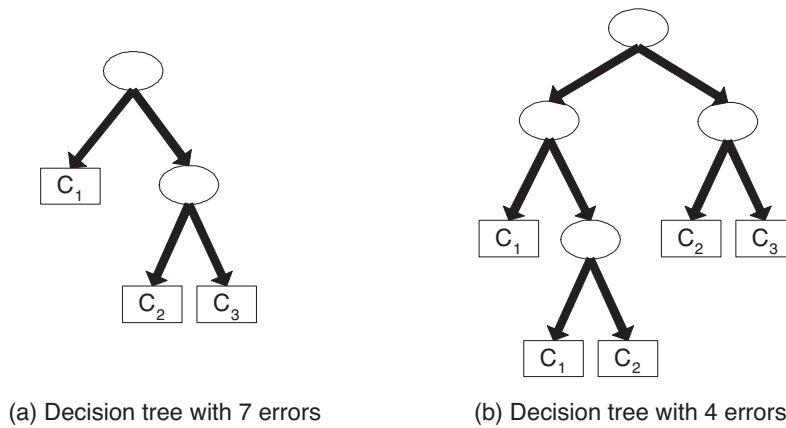 C₁
C₂ C₃
(a) Decision tree with 7 errors
C₁ C₂ C₃
C₁ C₂
(b) Decision tree with 4 errors